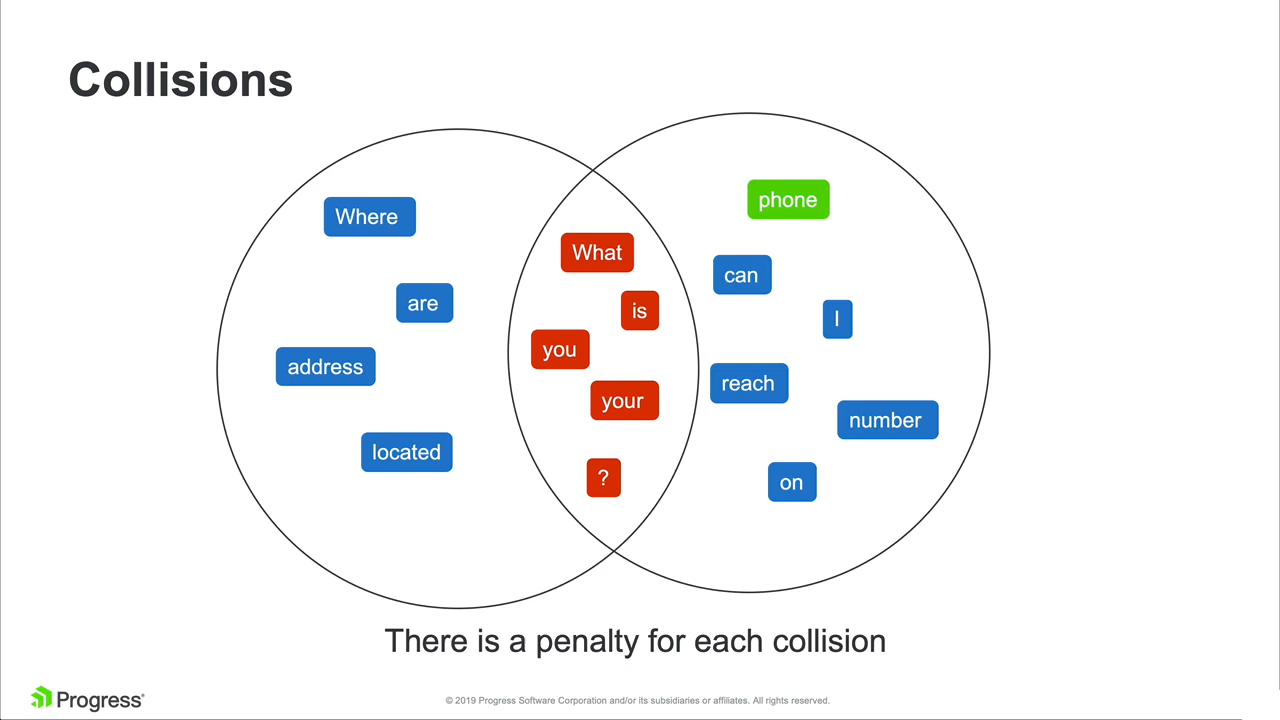 Collisions
Where
are
address
located
What
is
you
your
?
phone
can
I
reach
number
on
There is a penalty for each collision
Progress®
© 2019 Progress Software Corporation and/or its subsidiaries or affiliates. All rights reserved.